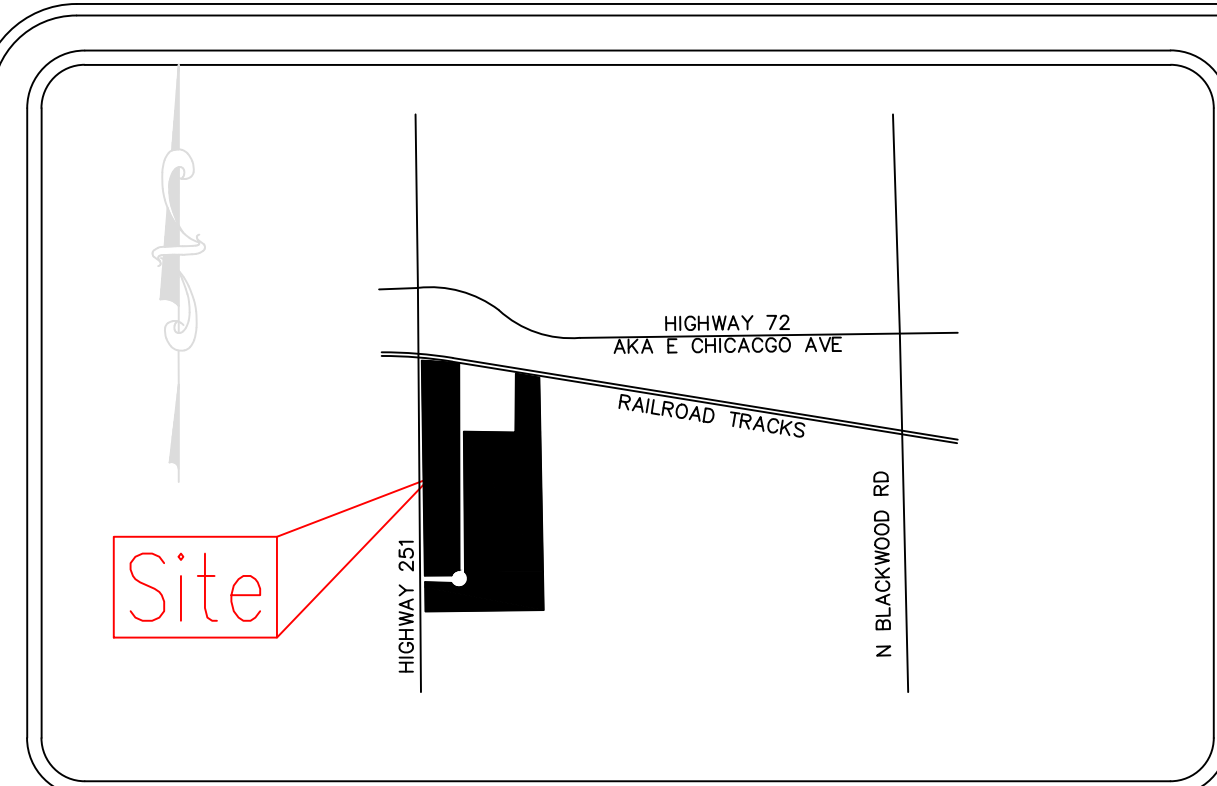 HIGHWAY 72
AKA E CHICACGO AVE
RAILROAD TRACKS
Site
HIGHWAY 251
N BLACKWOOD RD